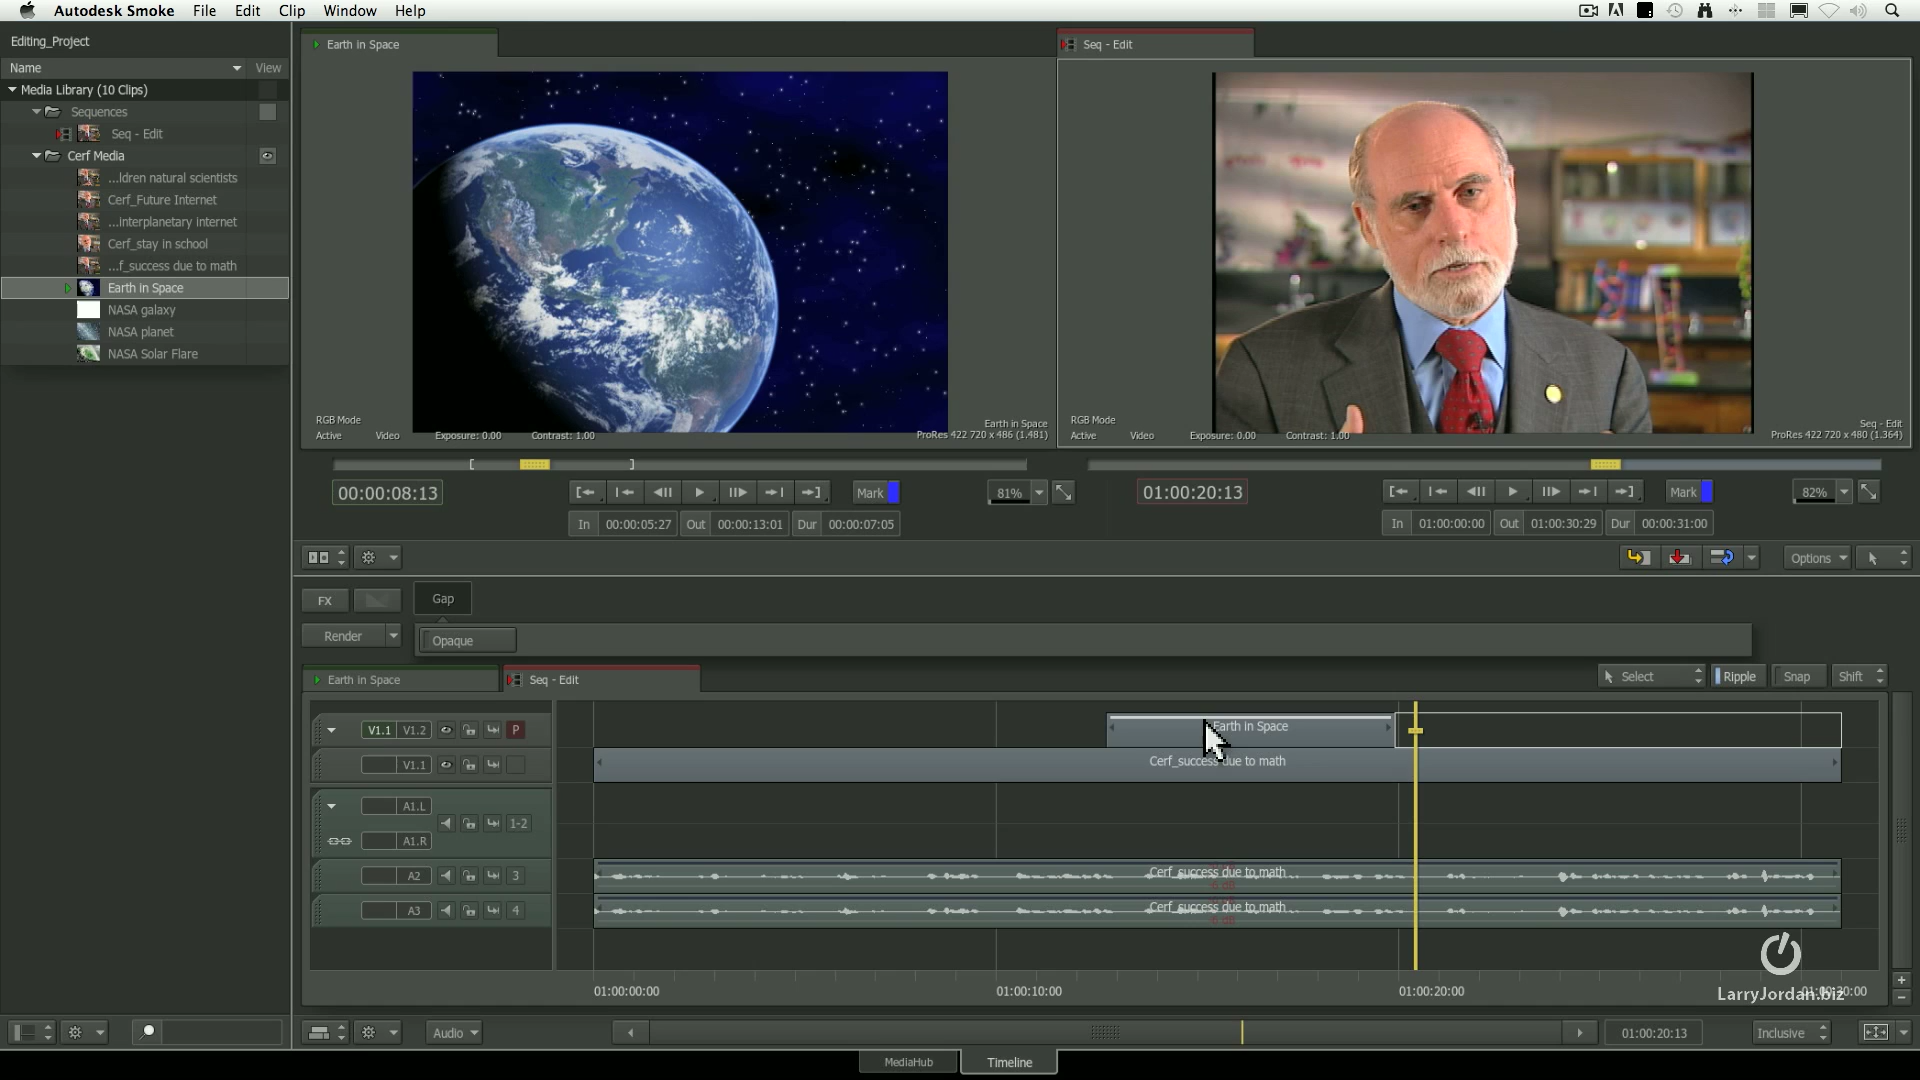 Autodesk Smoke File Edit Clip Window Help
Editing_Project
Name View
Media Library (10 Clips)
Sequences
Seq - Edit
Cerf Media
...ldren natural scientists
Cerf_Future Internet
...interplanetary internet
Cerf_stay in school
...f_success due to math
Earth in Space
NASA galaxy
NASA planet
NASA Solar Flare
Earth in Space
Seq - Edit
RGB Mode
Active Video Exposure: 0.00 Contrast: 1.00
Earth in Space
ProRes 422 720 x 486 (1.481)
RGB Mode
Active Video Exposure: 0.00 Contrast: 1.00
Seq - Edit
ProRes 422 720 x 480 (1.364)
00:00:08:13 Mark 81%
In 00:00:05:27 Out 00:00:13:01 Dur 00:00:07:05
01:00:20:13 Mark 82%
In 01:00:00:00 Out 01:00:30:29 Dur 00:00:31:00
Options
FX Gap
Render Opaque
Earth in Space Seq - Edit Select Ripple Snap Shift
V1.1 V1.2 P Earth in Space
V1.1 Cerf_success due to math
A1.L
1-2
A1.R
A2 3 Cerf_success due to math
-6 dB
A3 4 Cerf_success due to math
-6 dB
01:00:00:00 01:00:10:00 01:00:20:00
LarryJordan.biz
Audio 01:00:20:13 Inclusive
MediaHub Timeline